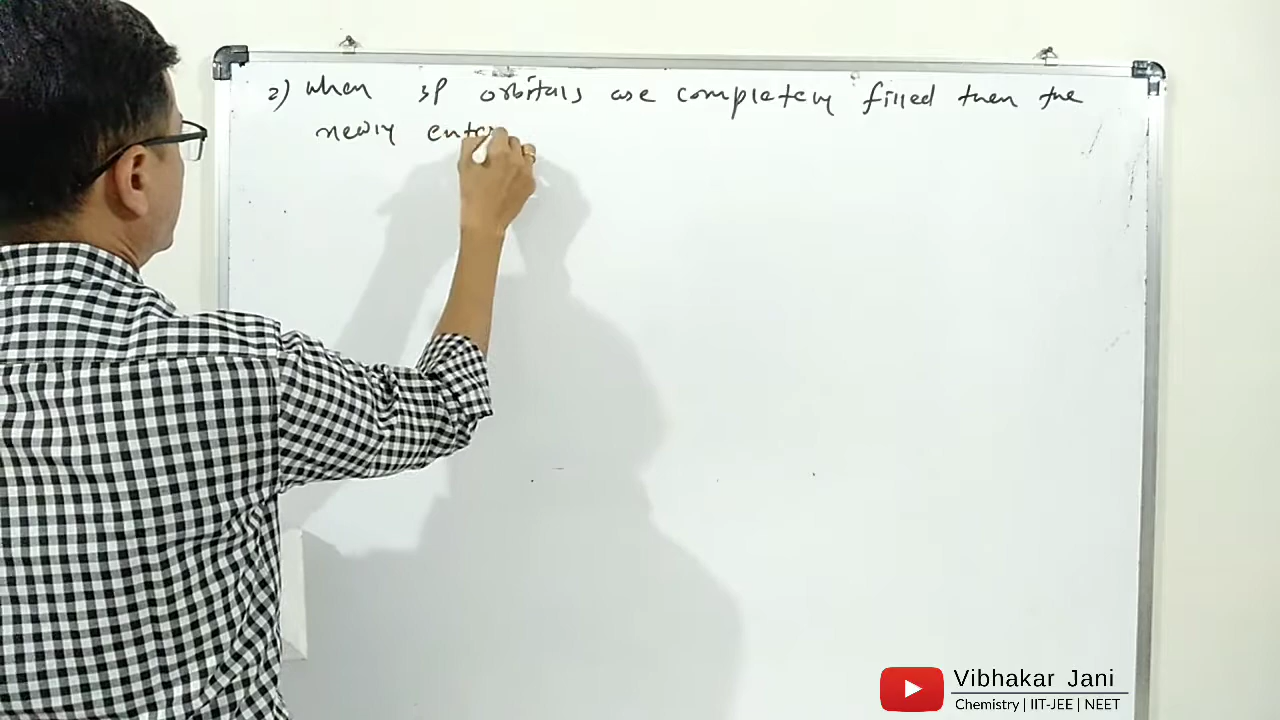 2) When 3P orbitals are completely filled then the
newly enter
Vibhakar Jani
Chemistry | IIT-JEE | NEET